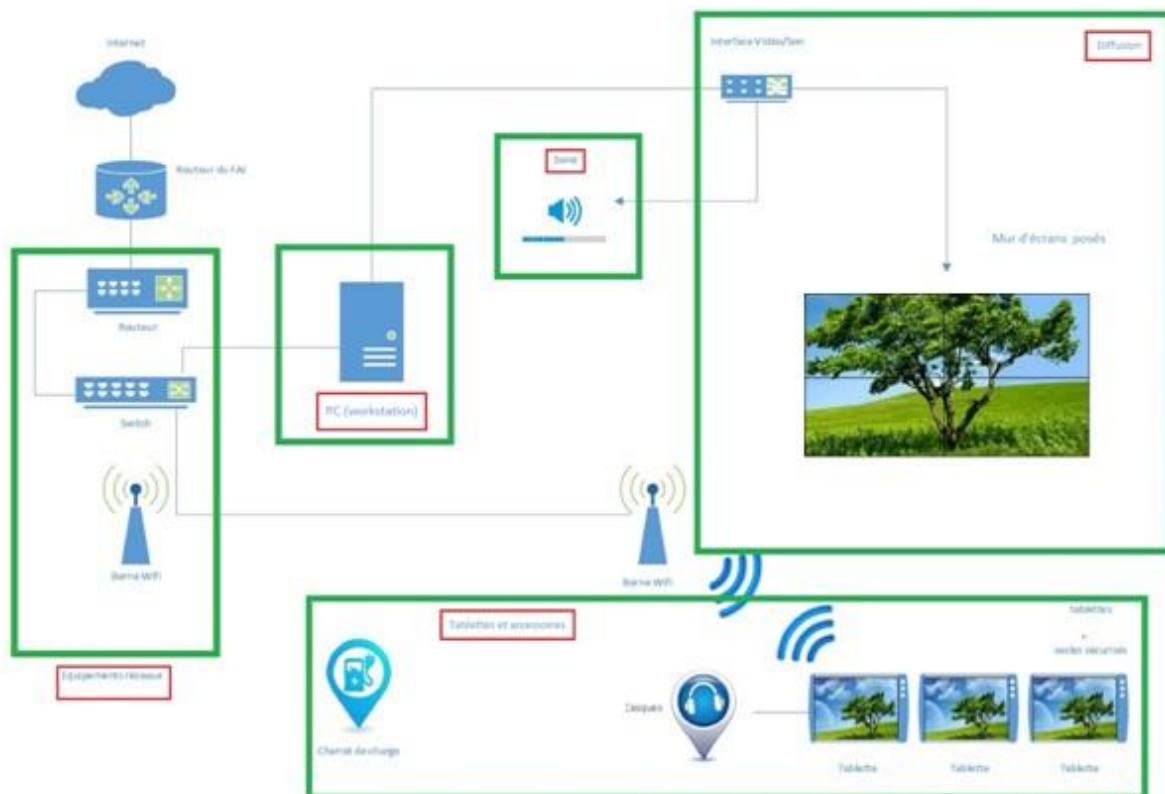 Internet
Interface Vidéo/Son
Diffusion
Routeur du FAI
Sono
Mur d'écrans posés
Routeur
PC (workstation)
Switch
Borne WiFi
Borne WiFi
Tablettes et accessoires
tablettes
+
socles sécurisés
Equipements réseaux
Casques
Chariot de charge
Tablette
Tablette
Tablette